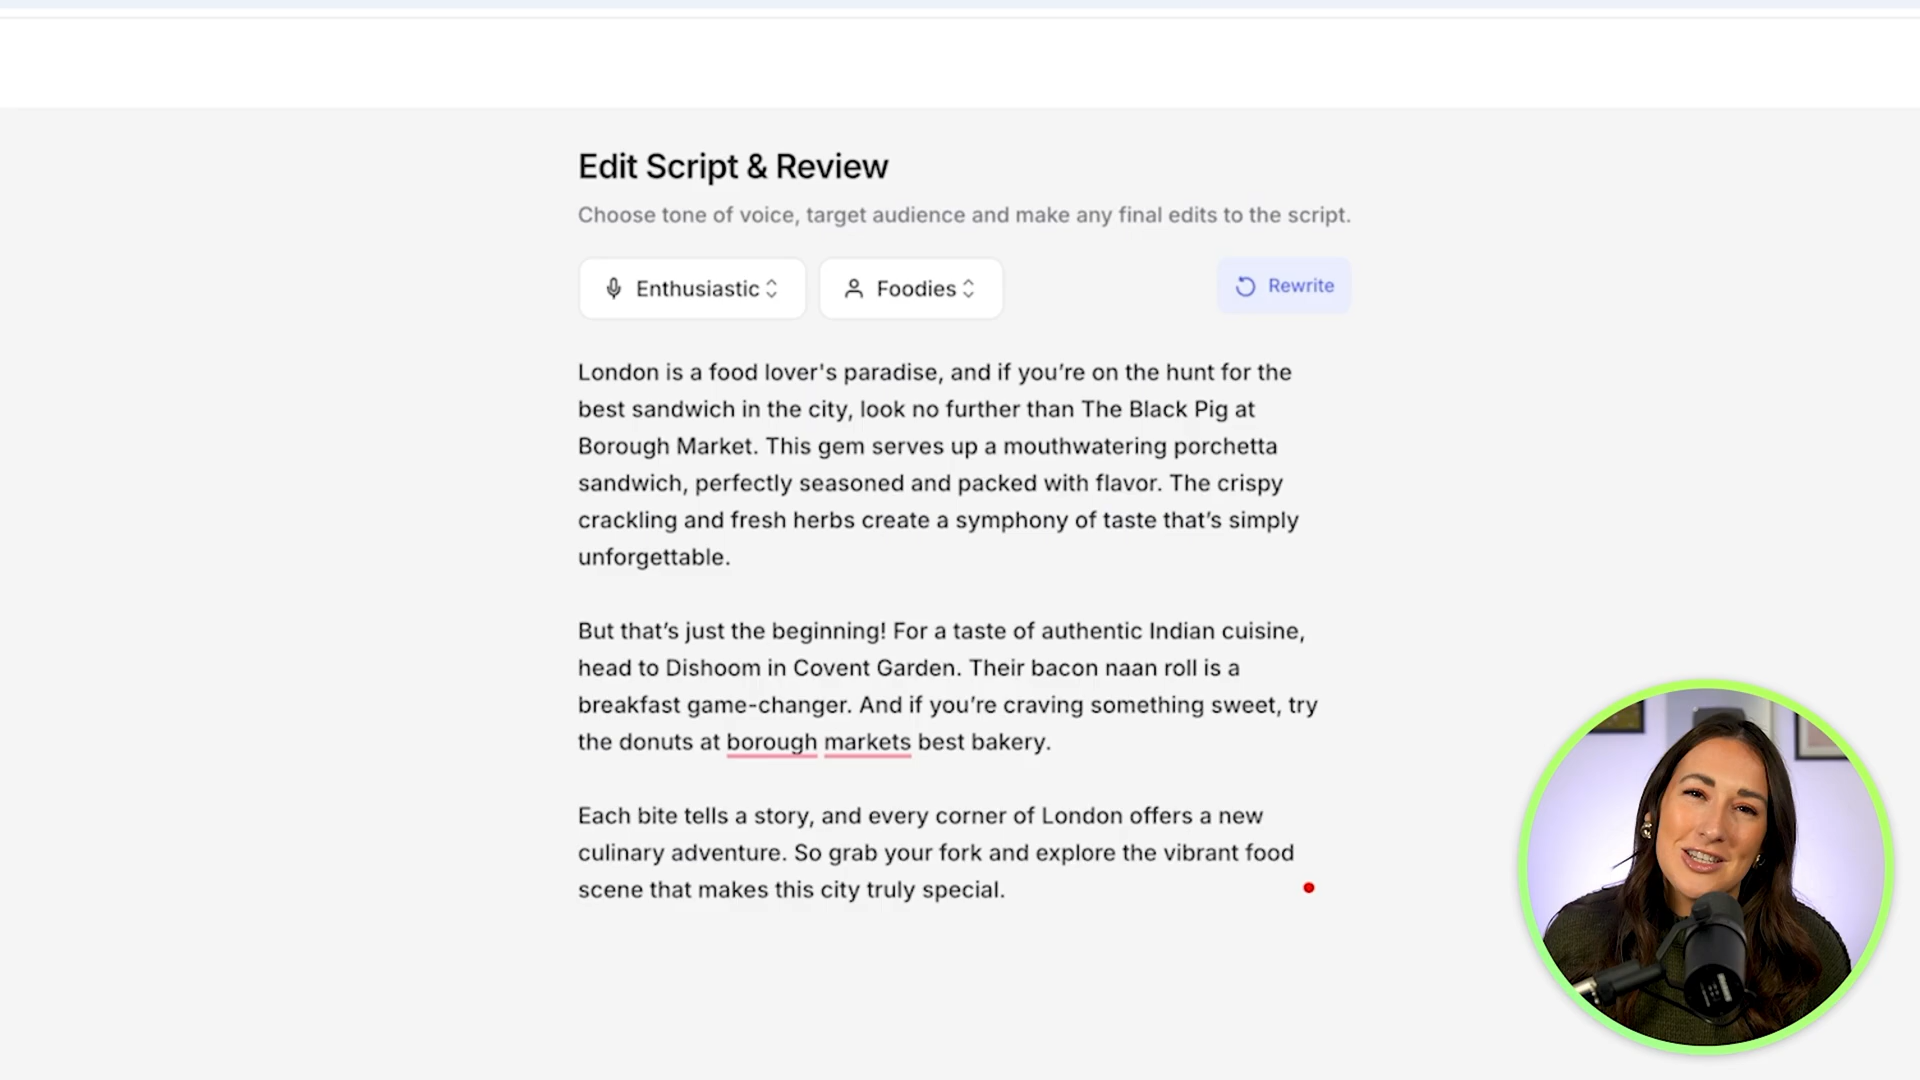 Edit Script & Review
Choose tone of voice, target audience and make any final edits to the script.
Enthusiastic
Foodies
Rewrite
London is a food lover's paradise, and if you’re on the hunt for the
best sandwich in the city, look no further than The Black Pig at
Borough Market. This gem serves up a mouthwatering porchetta
sandwich, perfectly seasoned and packed with flavor. The crispy
crackling and fresh herbs create a symphony of taste that’s simply
unforgettable.
But that’s just the beginning! For a taste of authentic Indian cuisine,
head to Dishoom in Covent Garden. Their bacon naan roll is a
breakfast game-changer. And if you’re craving something sweet, try
the donuts at borough markets best bakery.
Each bite tells a story, and every corner of London offers a new
culinary adventure. So grab your fork and explore the vibrant food
scene that makes this city truly special.